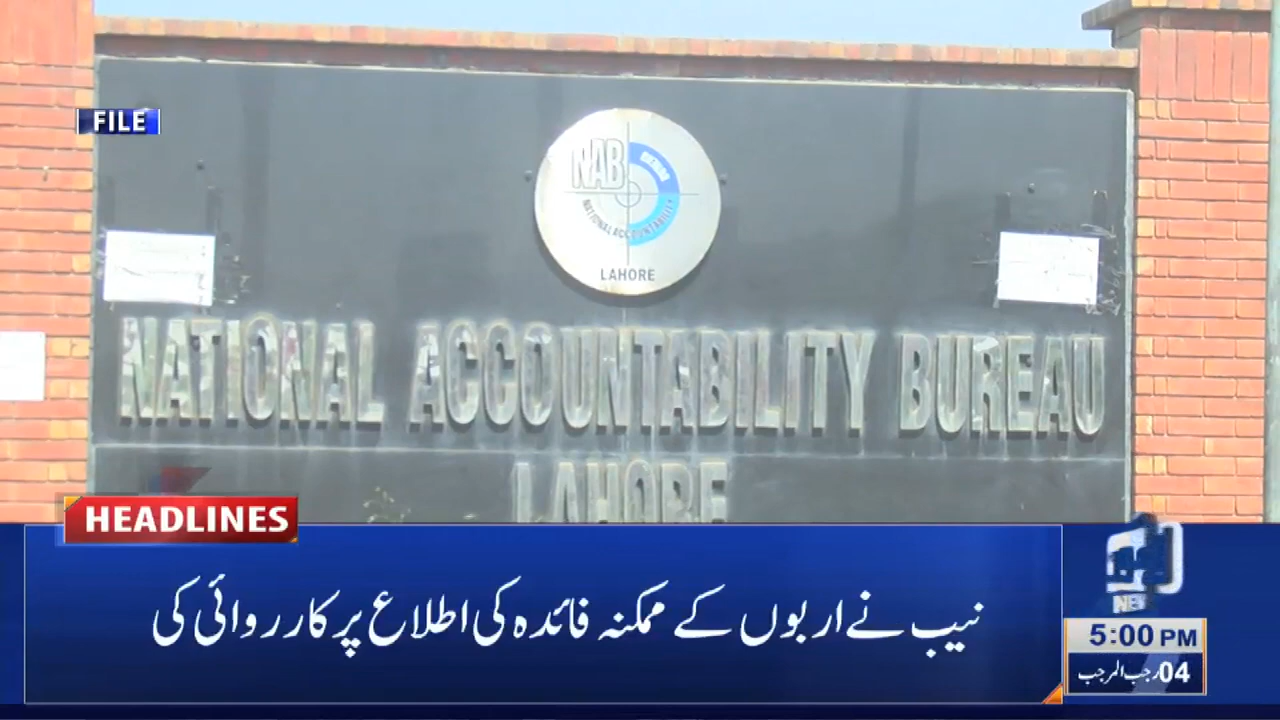 FILE
NAB
NATIONAL ACCOUNTABILITY
LAHORE
NATIONAL ACCOUNTABILITY BUREAU
LAHORE
HEADLINES
نیب نے اربوں کے ممکنہ فائدہ کی اطلاع پر کارروائی کی
5:00 PM
04 رجب المرجب